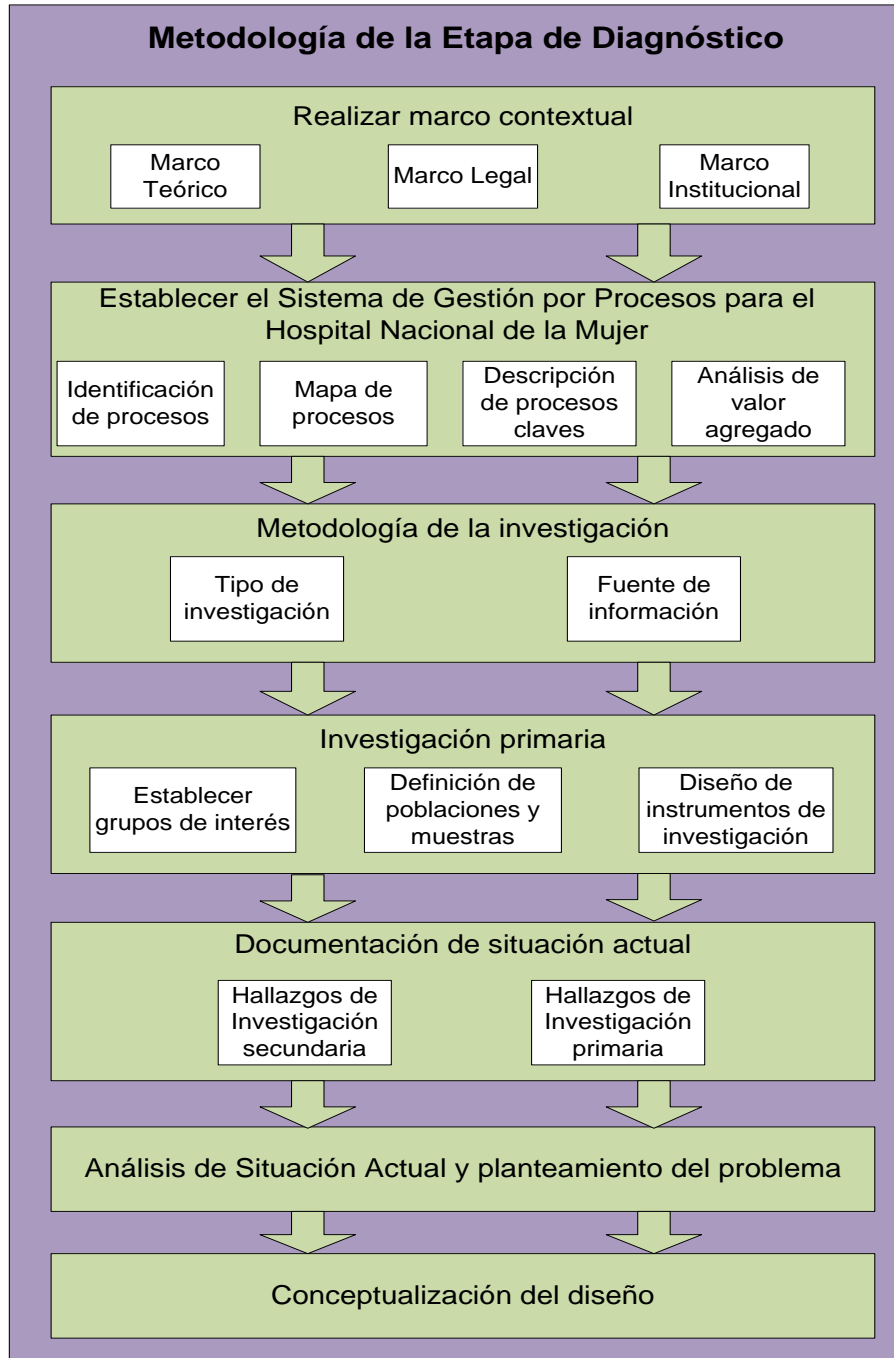 Metodología de la Etapa de Diagnóstico
Realizar marco contextual
Marco
Teórico
Marco Legal
Marco
Institucional
Establecer el Sistema de Gestión por Procesos para el
Hospital Nacional de la Mujer
Identificación
de procesos
Mapa de
procesos
Descripción
de procesos
claves
Análisis de
valor
agregado
Metodología de la investigación
Tipo de
investigación
Fuente de
información
Investigación primaria
Establecer
grupos de interés
Definición de
poblaciones y
muestras
Diseño de
instrumentos de
investigación
Documentación de situación actual
Hallazgos de
Investigación
secundaria
Hallazgos de
Investigación
primaria
Análisis de Situación Actual y planteamiento del problema
Conceptualización del diseño